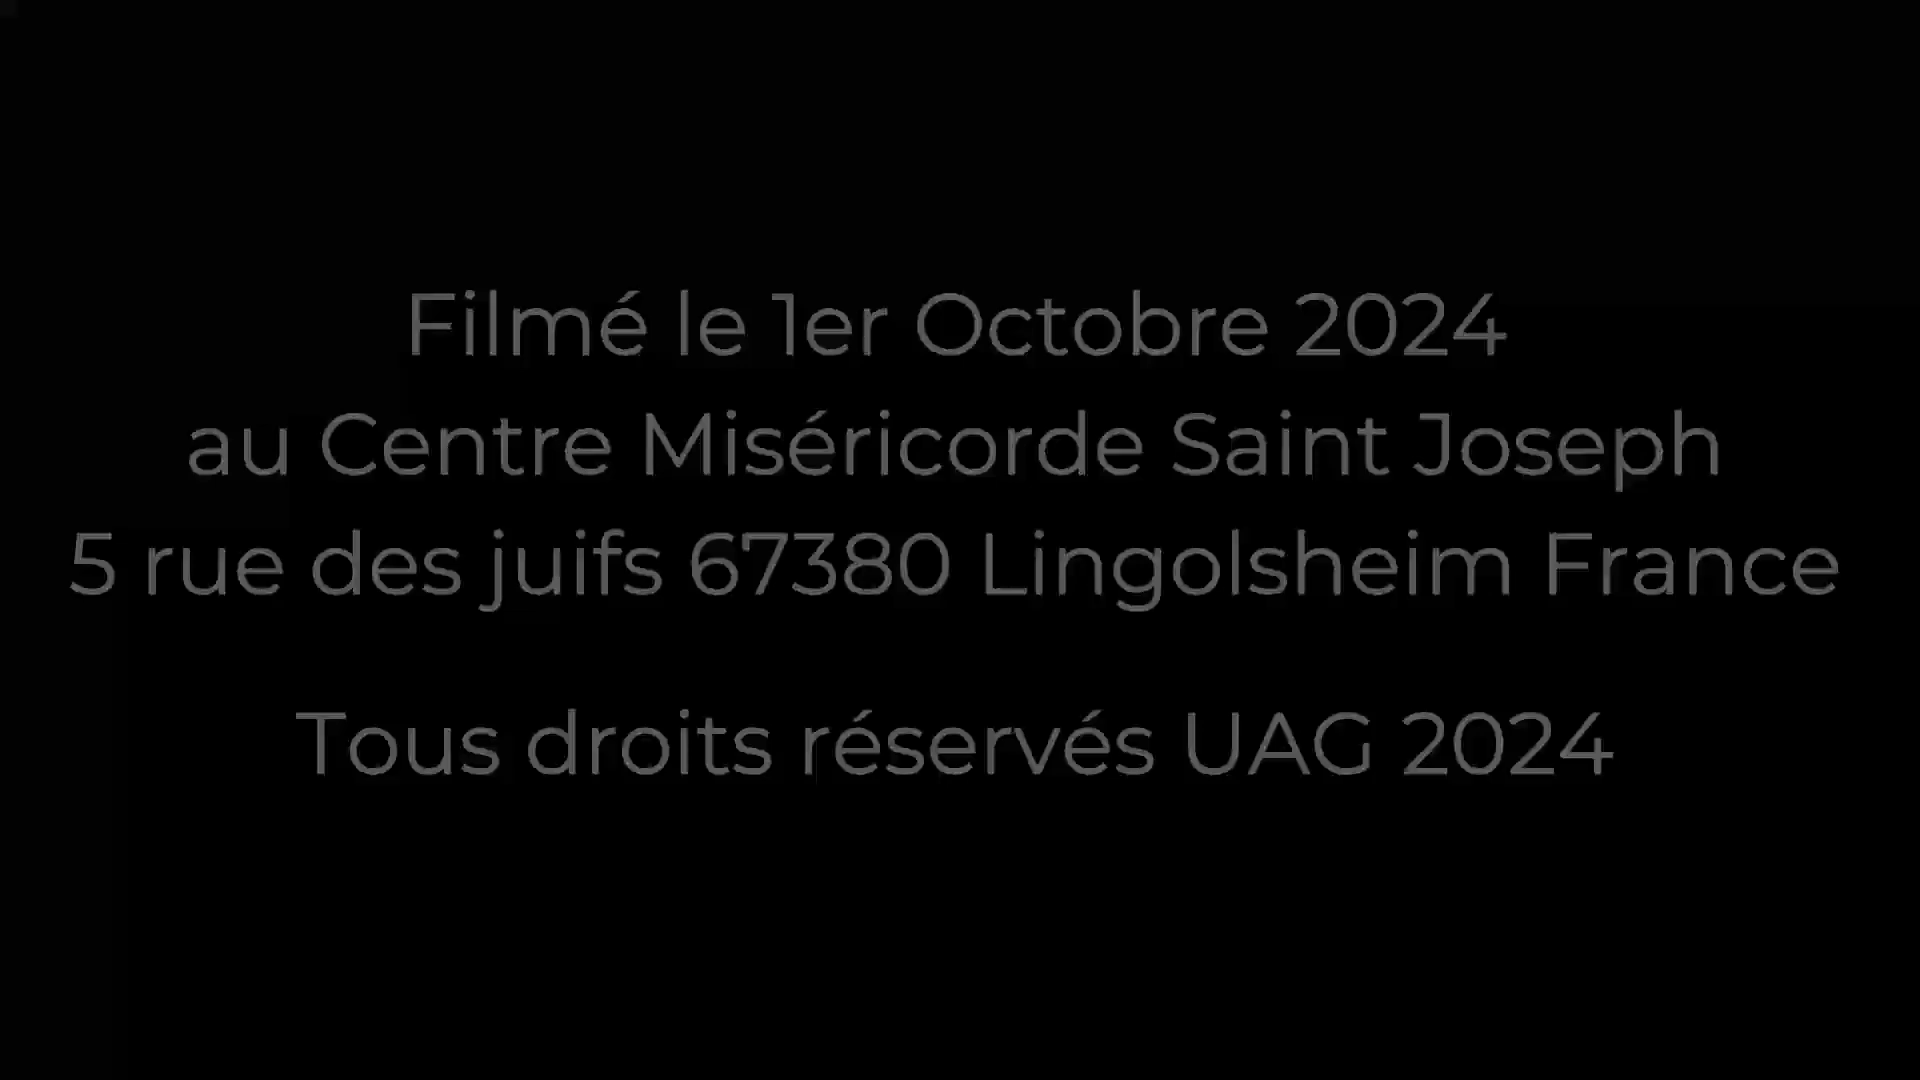 Filmé le 1er Octobre 2024
au Centre Miséricorde Saint Joseph
5 rue des juifs 67380 Lingolsheim France
Tous droits réservés UAG 2024